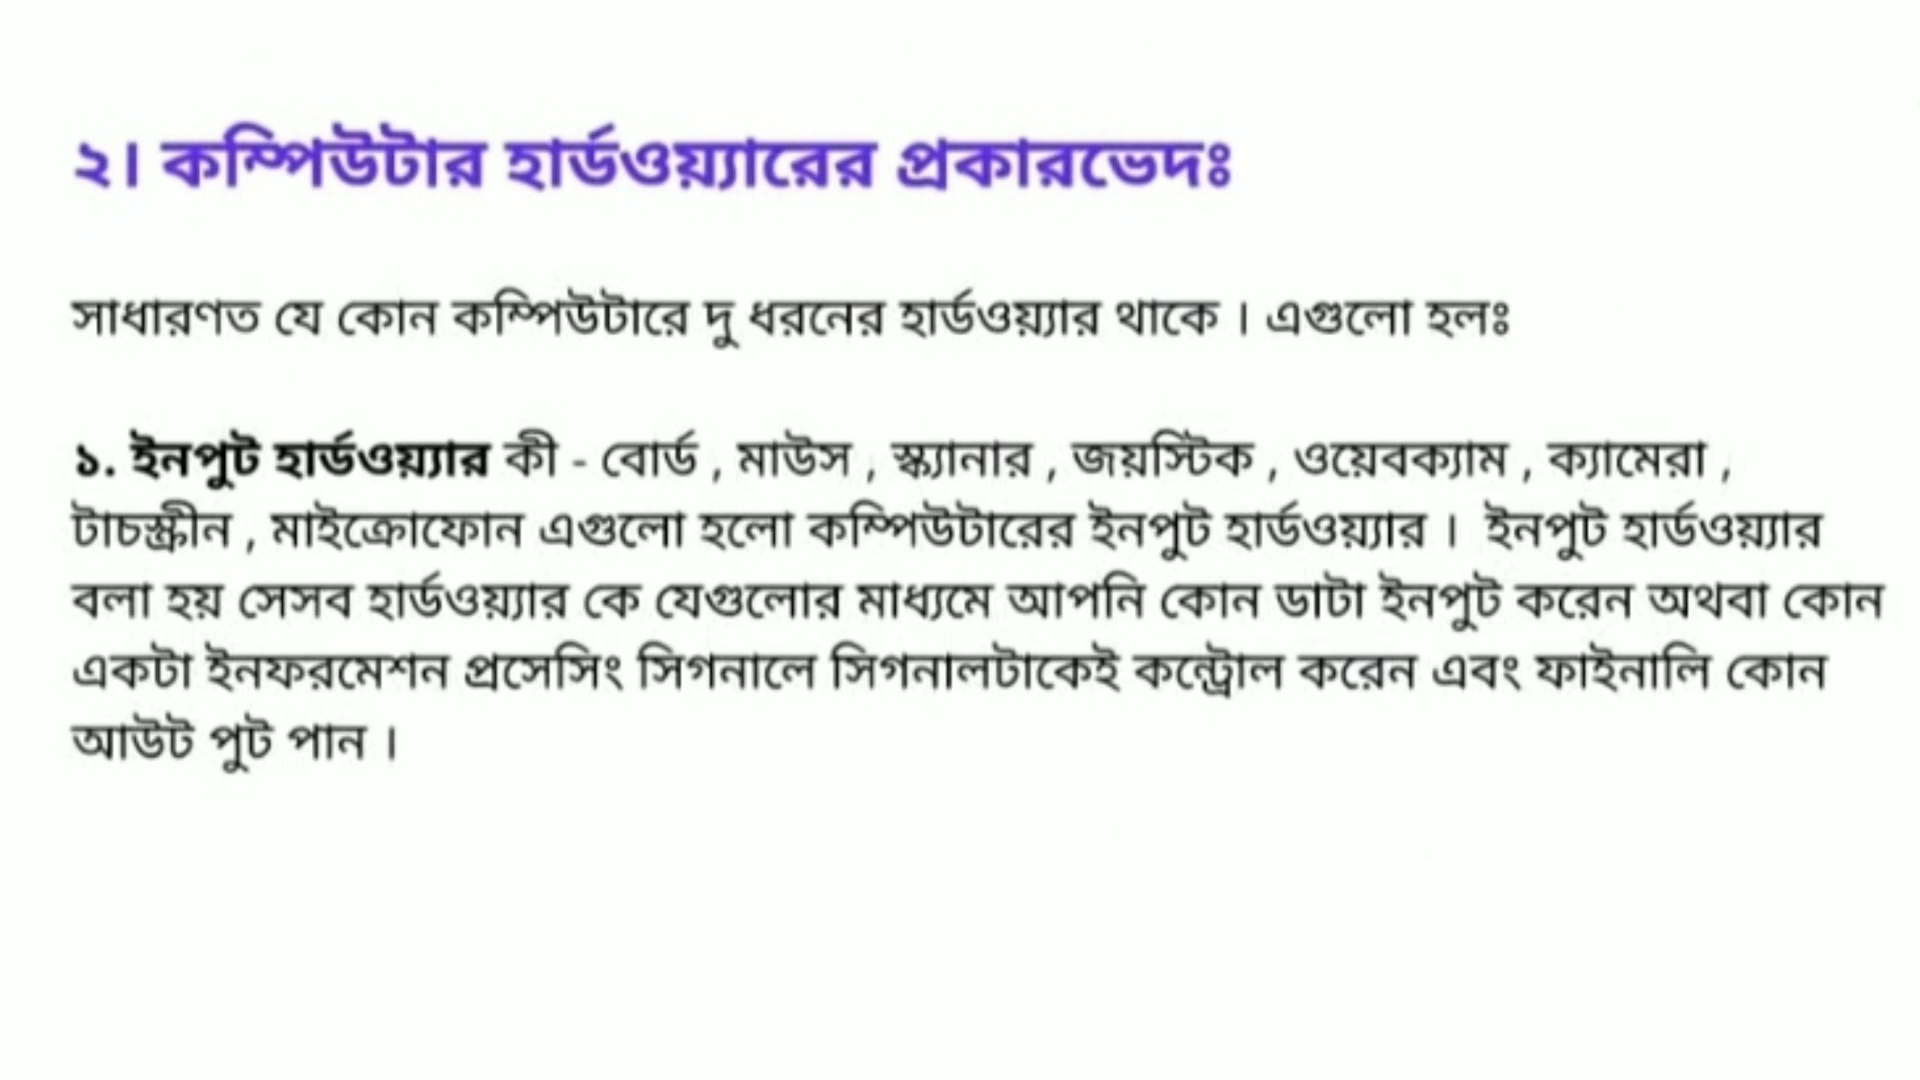 ২। কম্পিউটার হার্ডওয়্যারের প্রকারভেদঃ
সাধারণত যে কোন কম্পিউটারে দু ধরনের হার্ডওয়্যার থাকে । এগুলো হলঃ
১. ইনপুট হার্ডওয়্যার কী - বোর্ড , মাউস , স্ক্যানার , জয়স্টিক , ওয়েবক্যাম , ক্যামেরা ,
টাচস্ক্রীন , মাইক্রোফোন এগুলো হলো কম্পিউটারের ইনপুট হার্ডওয়্যার । ইনপুট হার্ডওয়্যার
বলা হয় সেসব হার্ডওয়্যার কে যেগুলোর মাধ্যমে আপনি কোন ডাটা ইনপুট করেন অথবা কোন
একটা ইনফরমেশন প্রসেসিং সিগনালে সিগনালটাকেই কন্ট্রোল করেন এবং ফাইনালি কোন
আউট পুট পান ।